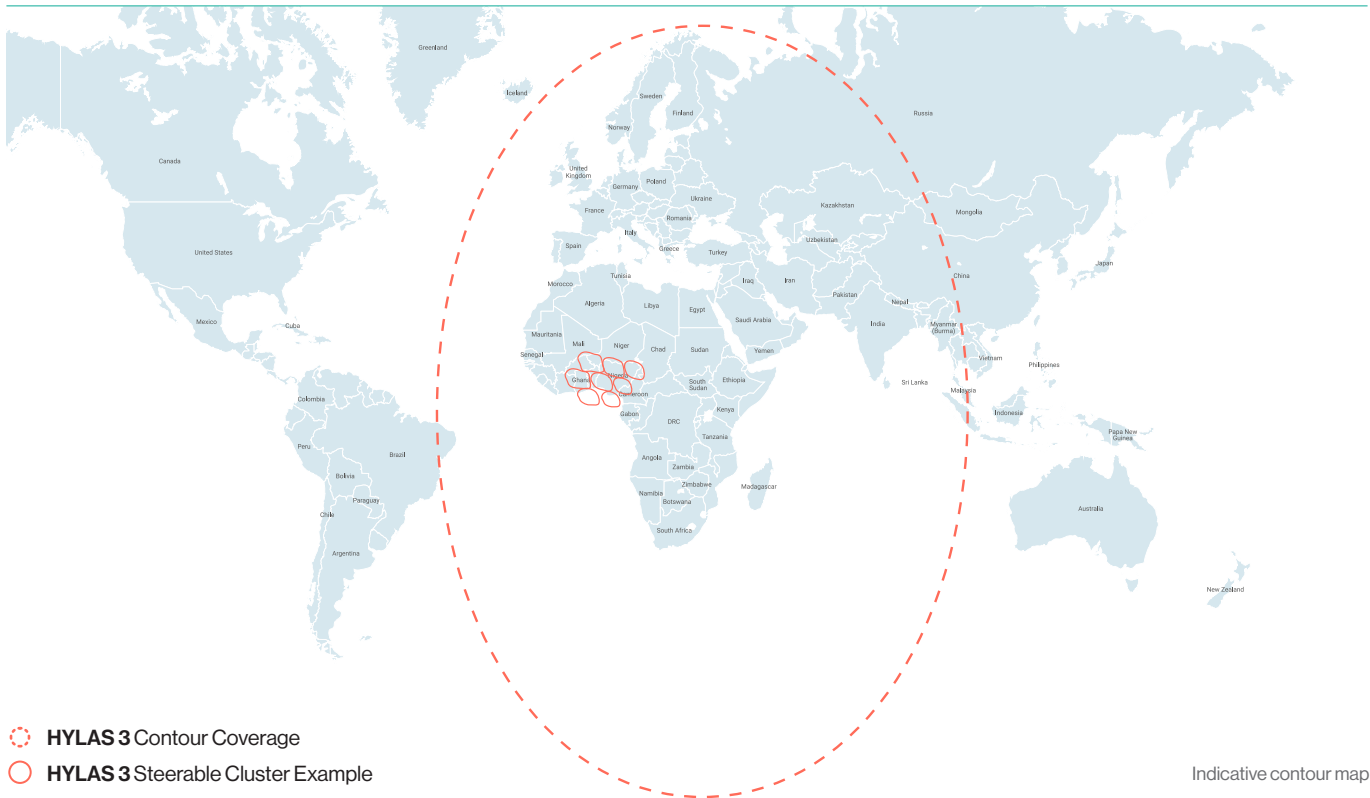 Greenland
Iceland
Sweden
Finland
Norway
Russia
Canada
United
Kingdom
Germany
Poland
Ukraine
France
Romania
Kazakhstan
Mongolia
Italy
Spain
Greece
Turkey
Uzbekistan
United States
Japan
China
Tunisia
Morocco
Iraq
Iran
Algeria
Libya
Egypt
Pakistan
Nepal
Mexico
Cuba
Saudi Arabia
India
Myanmar
(Burma)
Mauritania
Mali
Niger
Chad
Sudan
Yemen
Senegal
Vietnam
Philippines
Ghana
Nigeria
South
Sudan
Ethiopia
Sri Lanka
Malaysia
Cameroon
Colombia
Gabon
Kenya
Indonesia
DRC
Papua New
Guinea
Peru
Brazil
Tanzania
Angola
Zambia
Bolivia
Zimbabwe
Madagascar
Namibia
Botswana
Paraguay
Chile
Australia
South Africa
Argentina
New Zealand
HYLAS 3 Contour Coverage
HYLAS 3 Steerable Cluster Example
Indicative contour map